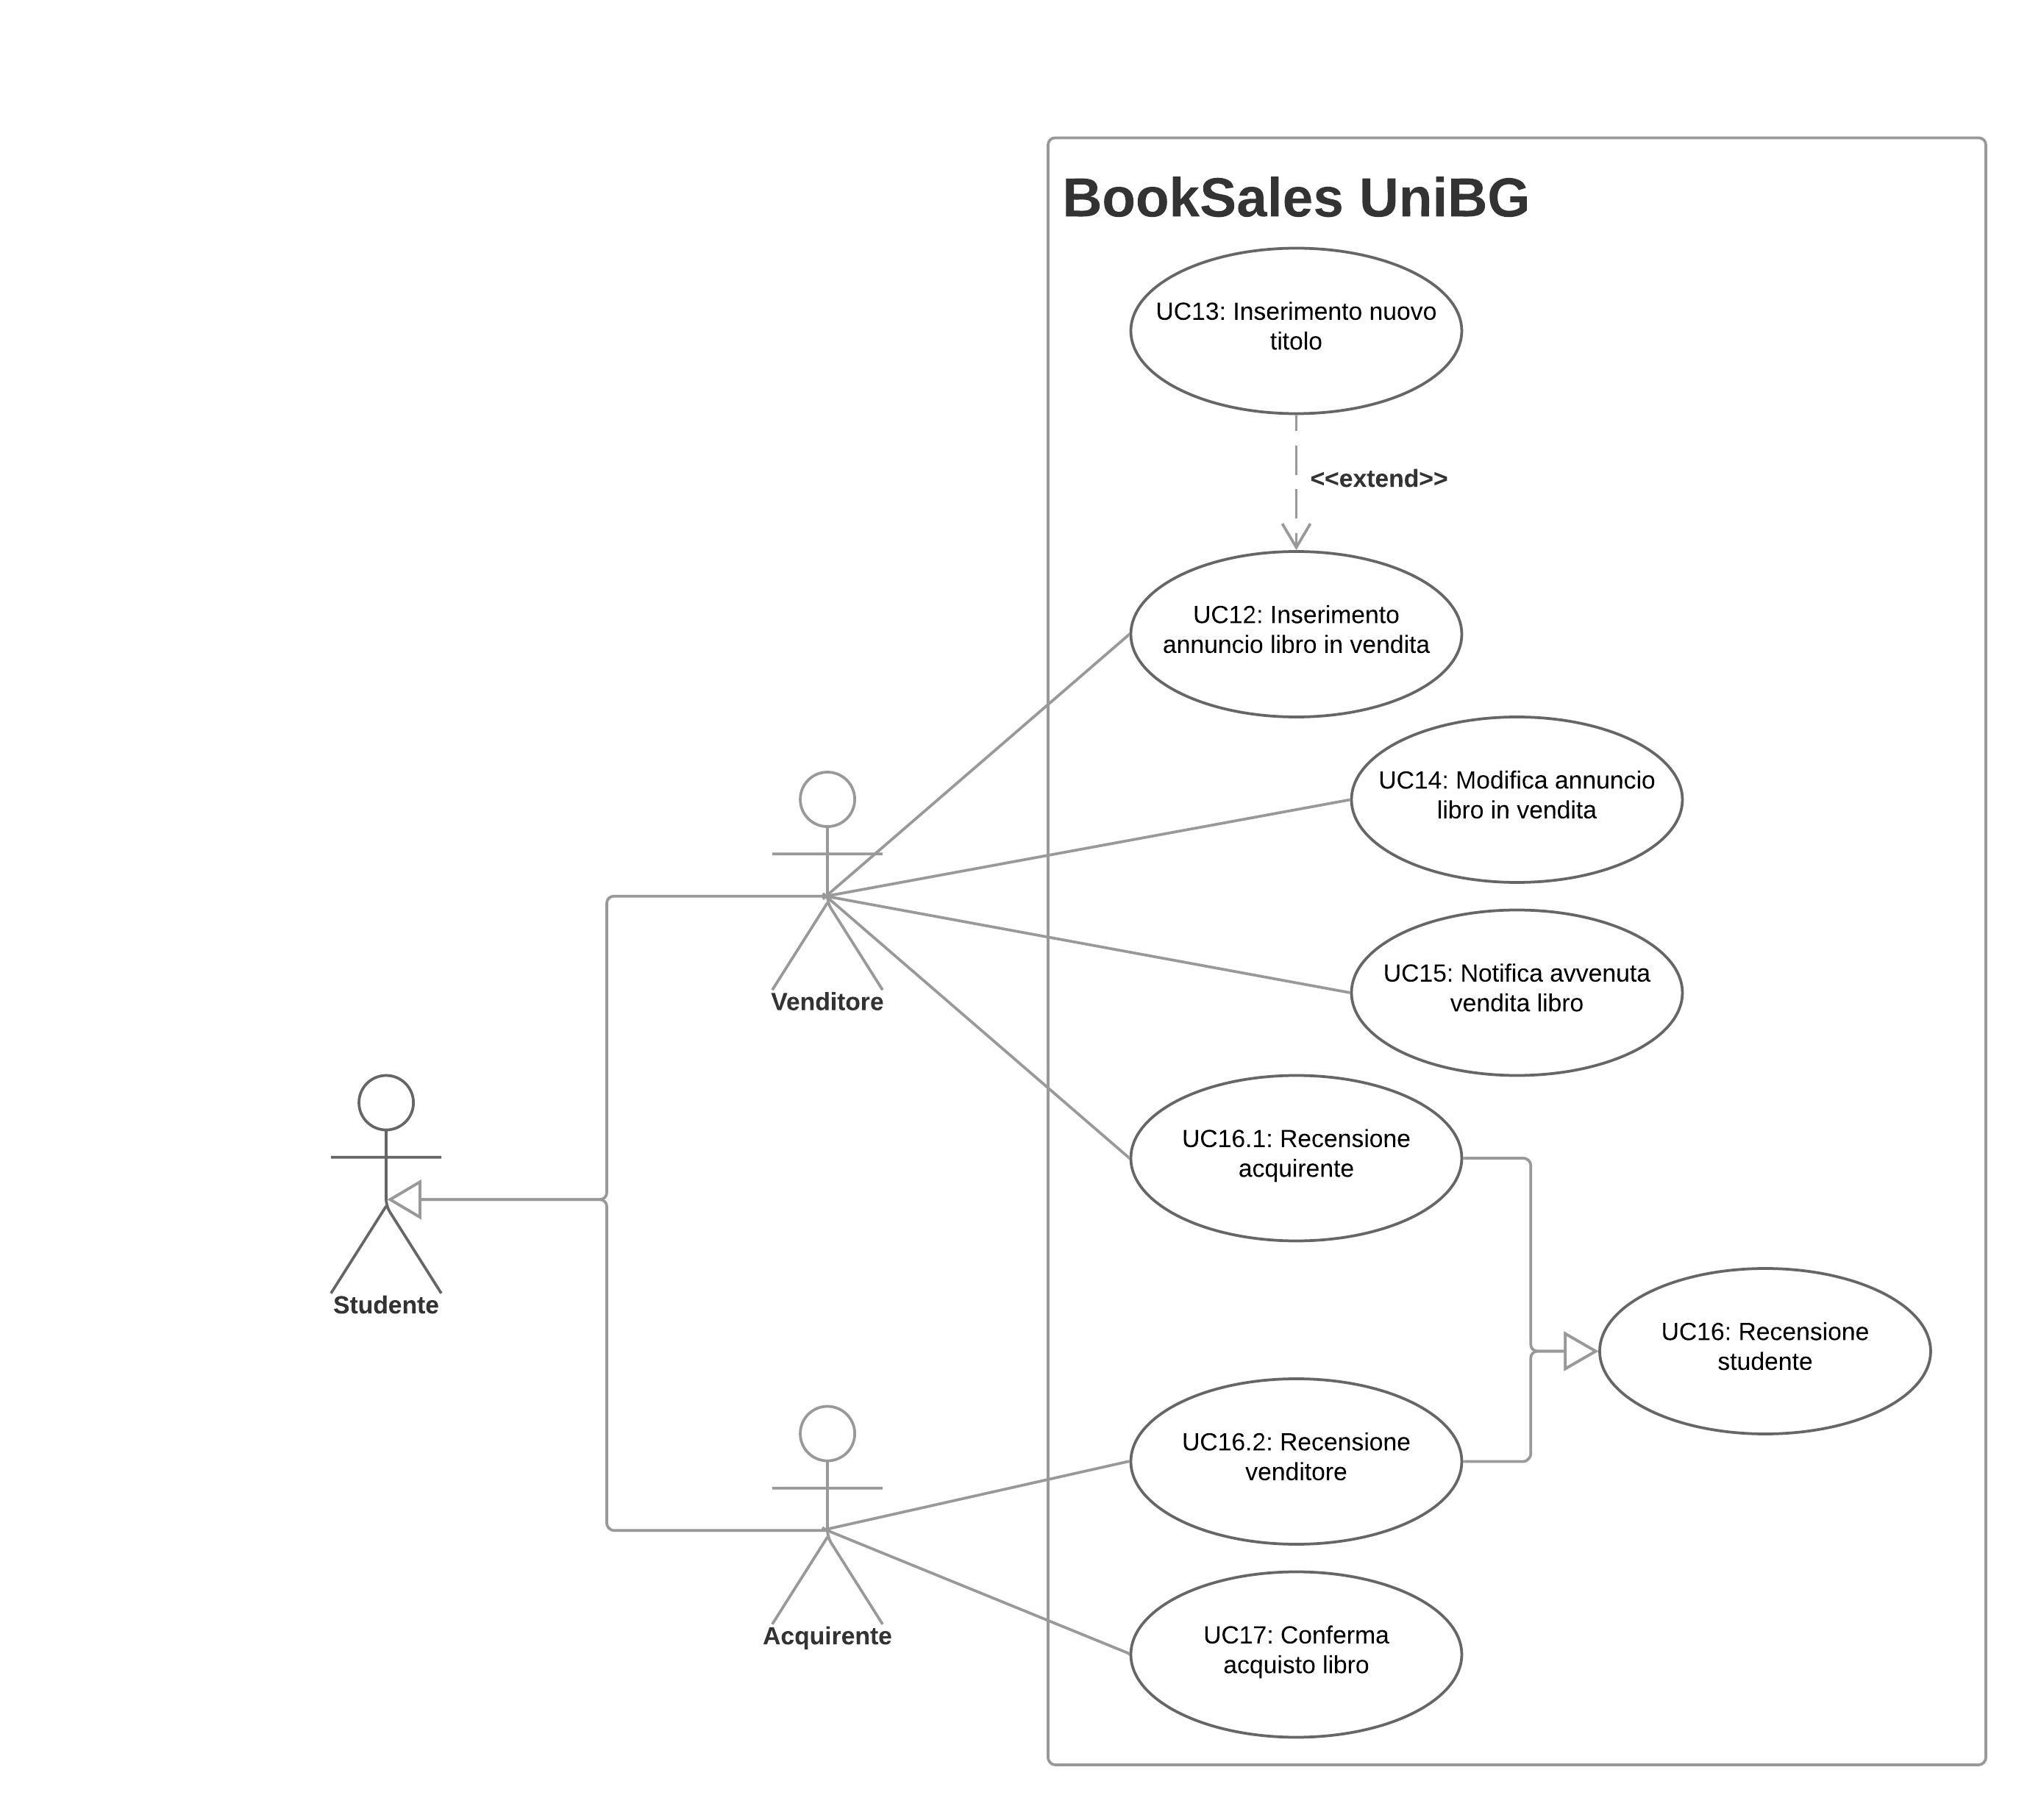 BookSales UniBG
UC13: Inserimento nuovo
titolo
<<extend>>
UC12: Inserimento
annuncio libro in vendita
UC14: Modifica annuncio
libro in vendita
UC15: Notifica avvenuta
vendita libro
Venditore
UC16.1: Recensione
acquirente
Studente
UC16: Recensione
studente
UC16.2: Recensione
venditore
Acquirente
UC17: Conferma
acquisto libro